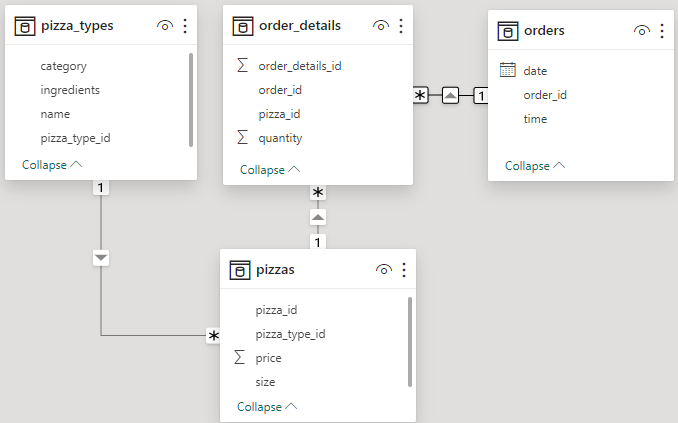 pizza_types
category
ingredients
name
pizza_type_id
Collapse
order_details
order_details_id
order_id
pizza_id
quantity
Collapse
orders
date
order_id
time
Collapse
* 1
1
*
1
*
pizzas
pizza_id
pizza_type_id
price
size
Collapse